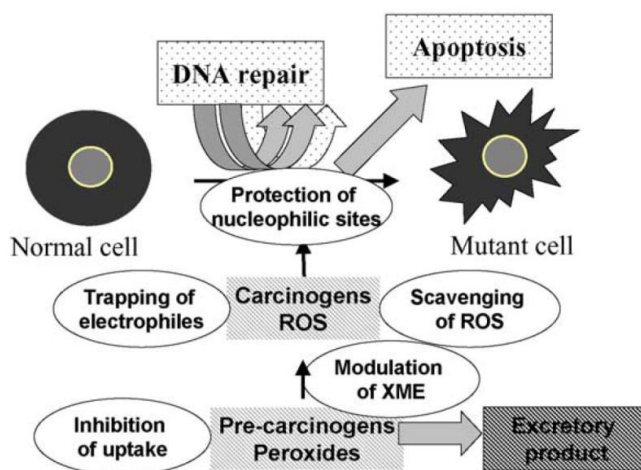 Apoptosis
DNA repair
Protection of
nucleophilic sites
Normal cell
Mutant cell
Trapping of
electrophiles
Carcinogens
ROS
Scavenging
of ROS
Modulation
of XME
Inhibition
of uptake
Pre-carcinogens
Peroxides
Excretory
product